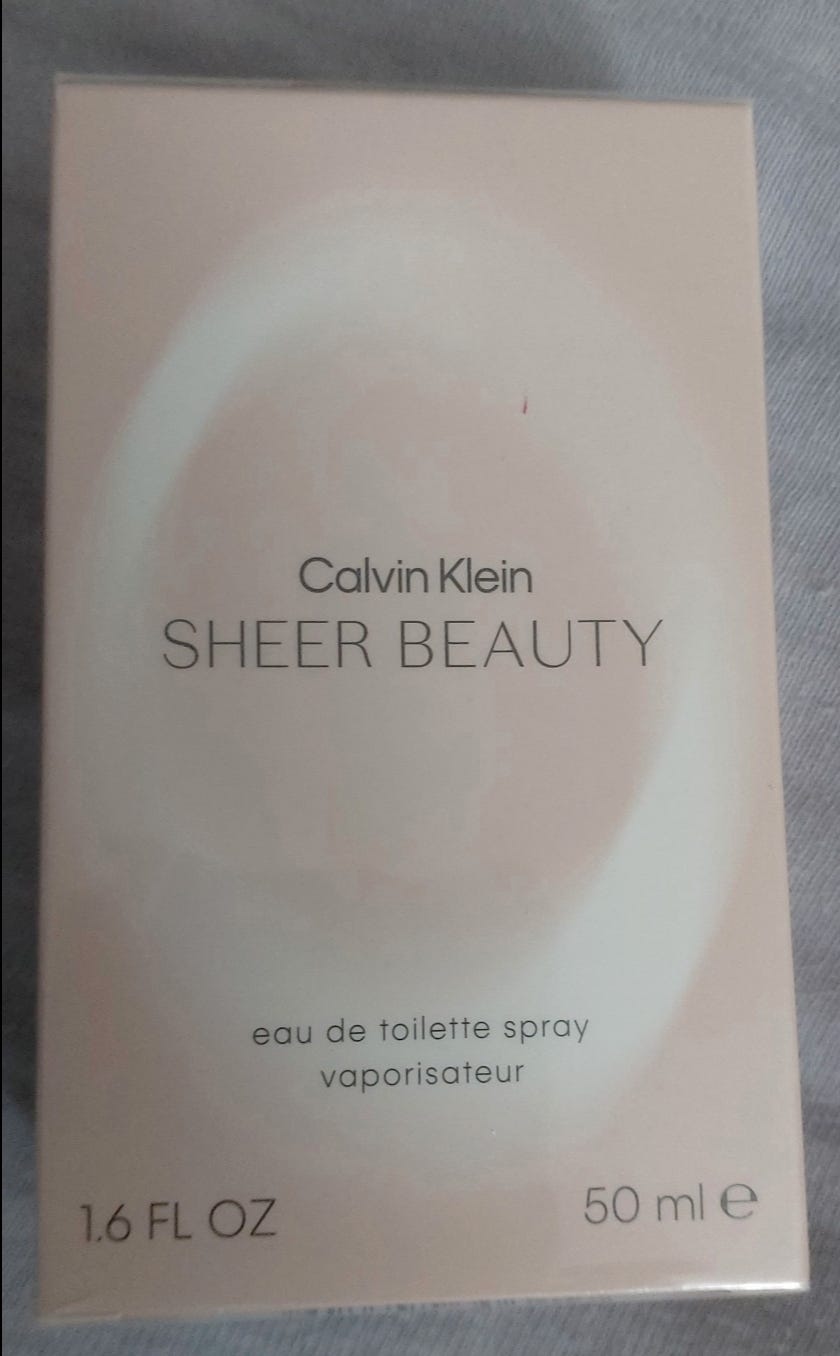 Calvin Klein
SHEER BEAUTY
eau de toilette spray
vaporisateur
1.6 FL OZ
50 ml ℮